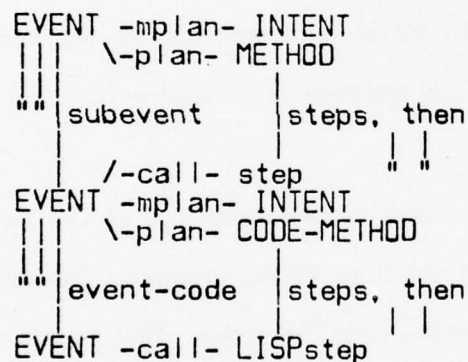 EVENT -mplan- INTENT
||| \-plan- METHOD
||| |
"" |subevent |steps, then
| | | |
| /-call- step " "
EVENT -mplan- INTENT
||| \-plan- CODE-METHOD
||| |
"" |event-code |steps, then
| | | |
EVENT -call- LISPstep